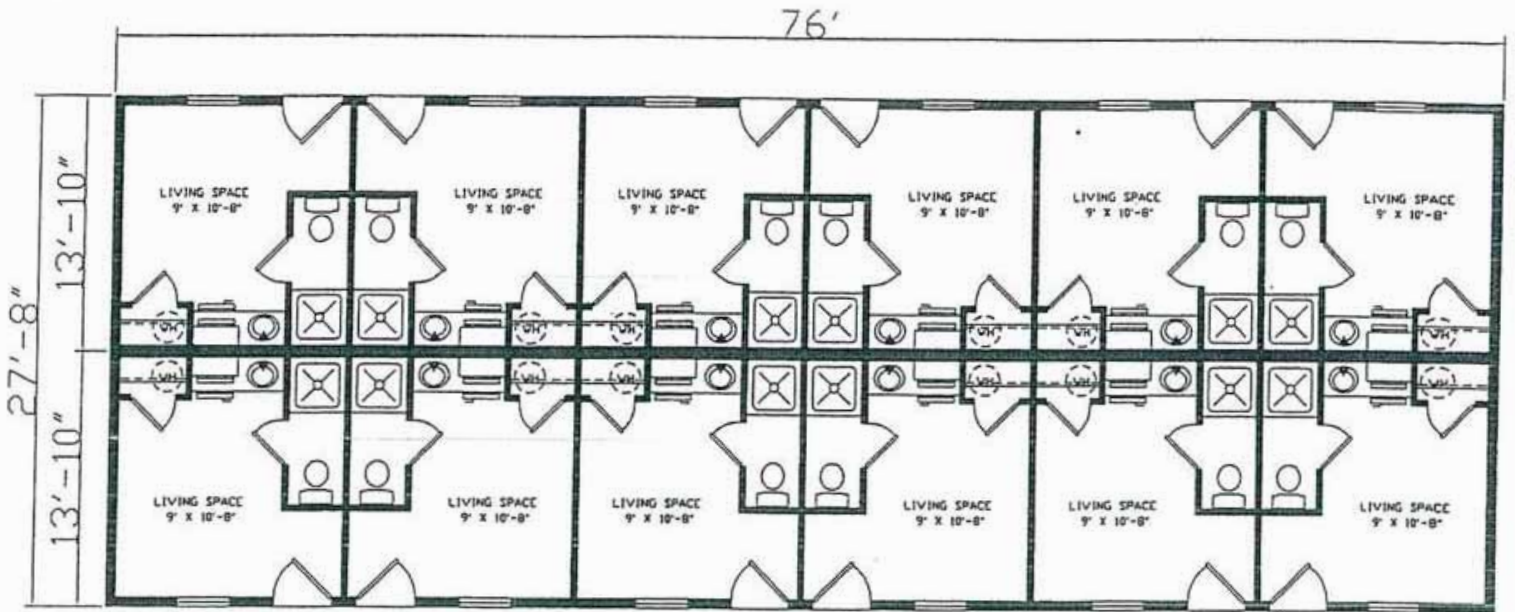 76'
27'-8"
13'-10"
13'-10"
LIVING SPACE
9' X 10'-8"
LIVING SPACE
9' X 10'-8"
LIVING SPACE
9' X 10'-8"
LIVING SPACE
9' X 10'-8"
LIVING SPACE
9' X 10'-8"
LIVING SPACE
9' X 10'-8"
WH
WH
WH
WH
WH
WH
WH
WH
WH
WH
WH
WH
LIVING SPACE
9' X 10'-8"
LIVING SPACE
9' X 10'-8"
LIVING SPACE
9' X 10'-8"
LIVING SPACE
9' X 10'-8"
LIVING SPACE
9' X 10'-8"
LIVING SPACE
9' X 10'-8"